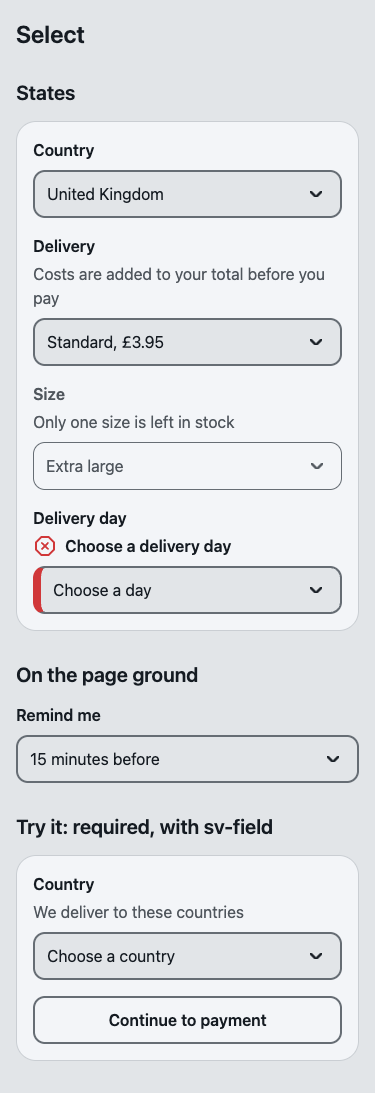 Select
States
Country
United Kingdom
Delivery
Costs are added to your total before you
pay
Standard, £3.95
Size
Only one size is left in stock
Extra large
Delivery day
Choose a delivery day
Choose a day
On the page ground
Remind me
15 minutes before
Try it: required, with sv-field
Country
We deliver to these countries
Choose a country
Continue to payment